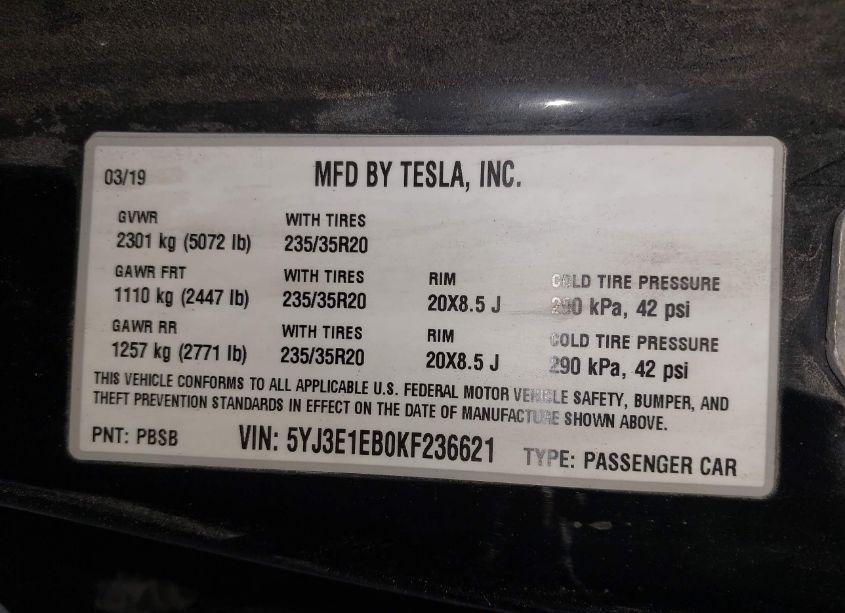 03/19 MFD BY TESLA, INC.
GVWR WITH TIRES
2301 kg (5072 lb) 235/35R20
GAWR FRT WITH TIRES RIM COLD TIRE PRESSURE
1110 kg (2447 lb) 235/35R20 20X8.5 J 290 kPa, 42 psi
GAWR RR WITH TIRES RIM COLD TIRE PRESSURE
1257 kg (2771 lb) 235/35R20 20X8.5 J 290 kPa, 42 psi
THIS VEHICLE CONFORMS TO ALL APPLICABLE U.S. FEDERAL MOTOR VEHICLE SAFETY, BUMPER, AND
THEFT PREVENTION STANDARDS IN EFFECT ON THE DATE OF MANUFACTURE SHOWN ABOVE.
PNT: PBSB VIN: 5YJ3E1EB0KF236621 TYPE: PASSENGER CAR